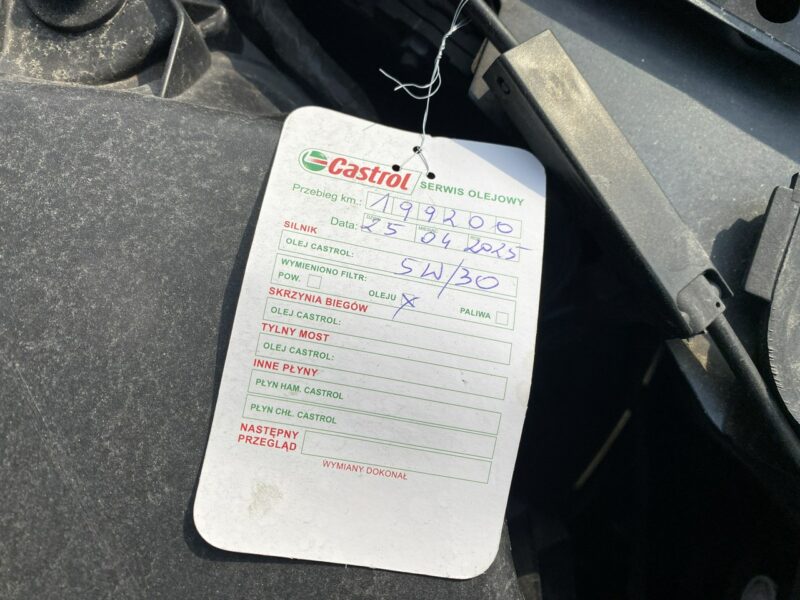 Castrol SERWIS OLEJOWY
Przebieg km.: 199200
Data: 25 04 2025
SILNIK
OLEJ CASTROL: 5W/30
WYMIENIONO FILTR:
POW. OLEJU X PALIWA
SKRZYNIA BIEGÓW
OLEJ CASTROL:
TYLNY MOST
OLEJ CASTROL:
INNE PŁYNY
PŁYN HAM. CASTROL
PŁYN CHŁ. CASTROL
NASTĘPNY
PRZEGLĄD
WYMIANY DOKONAŁ